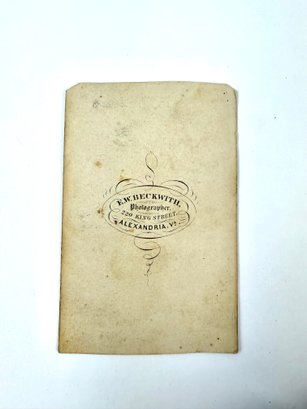 E.W. BECKWITH,
Photographer,
220 KING STREET,
ALEXANDRIA, Va